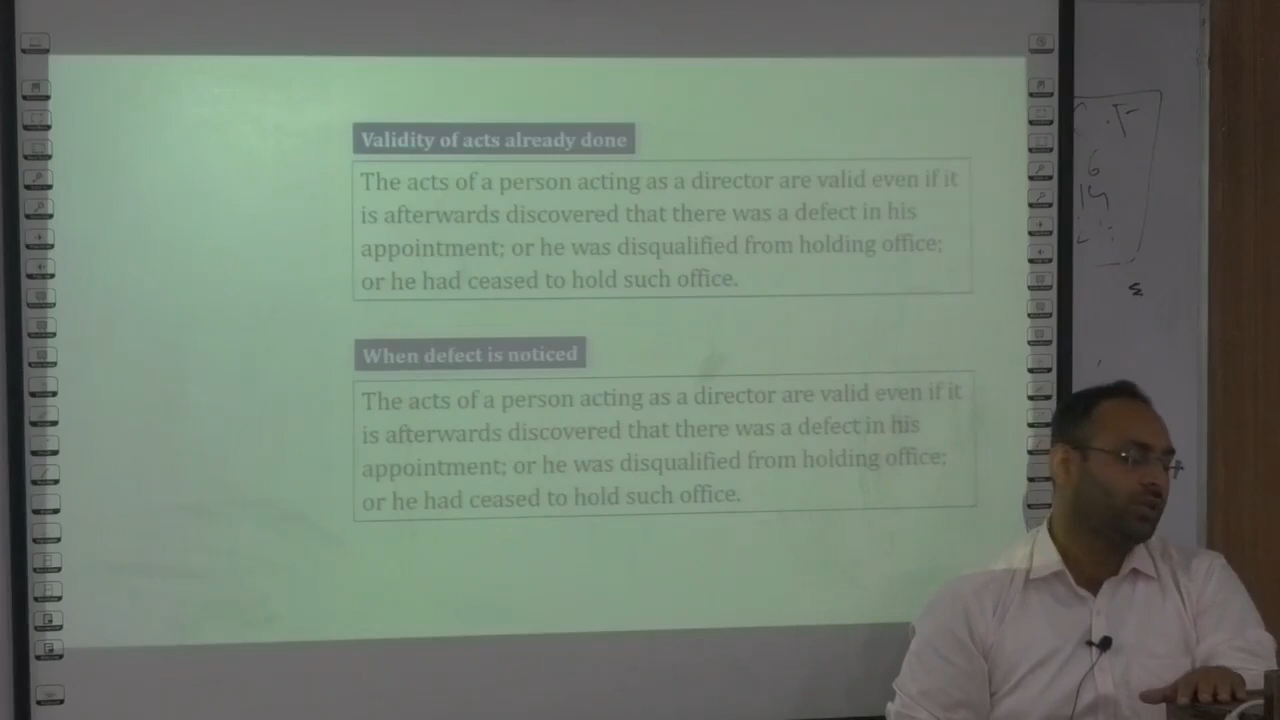 Validity of acts already done
The acts of a person acting as a director are valid even if it
is afterwards discovered that there was a defect in his
appointment; or he was disqualified from holding office;
or he had ceased to hold such office.
When defect is noticed
The acts of a person acting as a director are valid even if it
is afterwards discovered that there was a defect in his
appointment; or he was disqualified from holding office;
or he had ceased to hold such office.
6